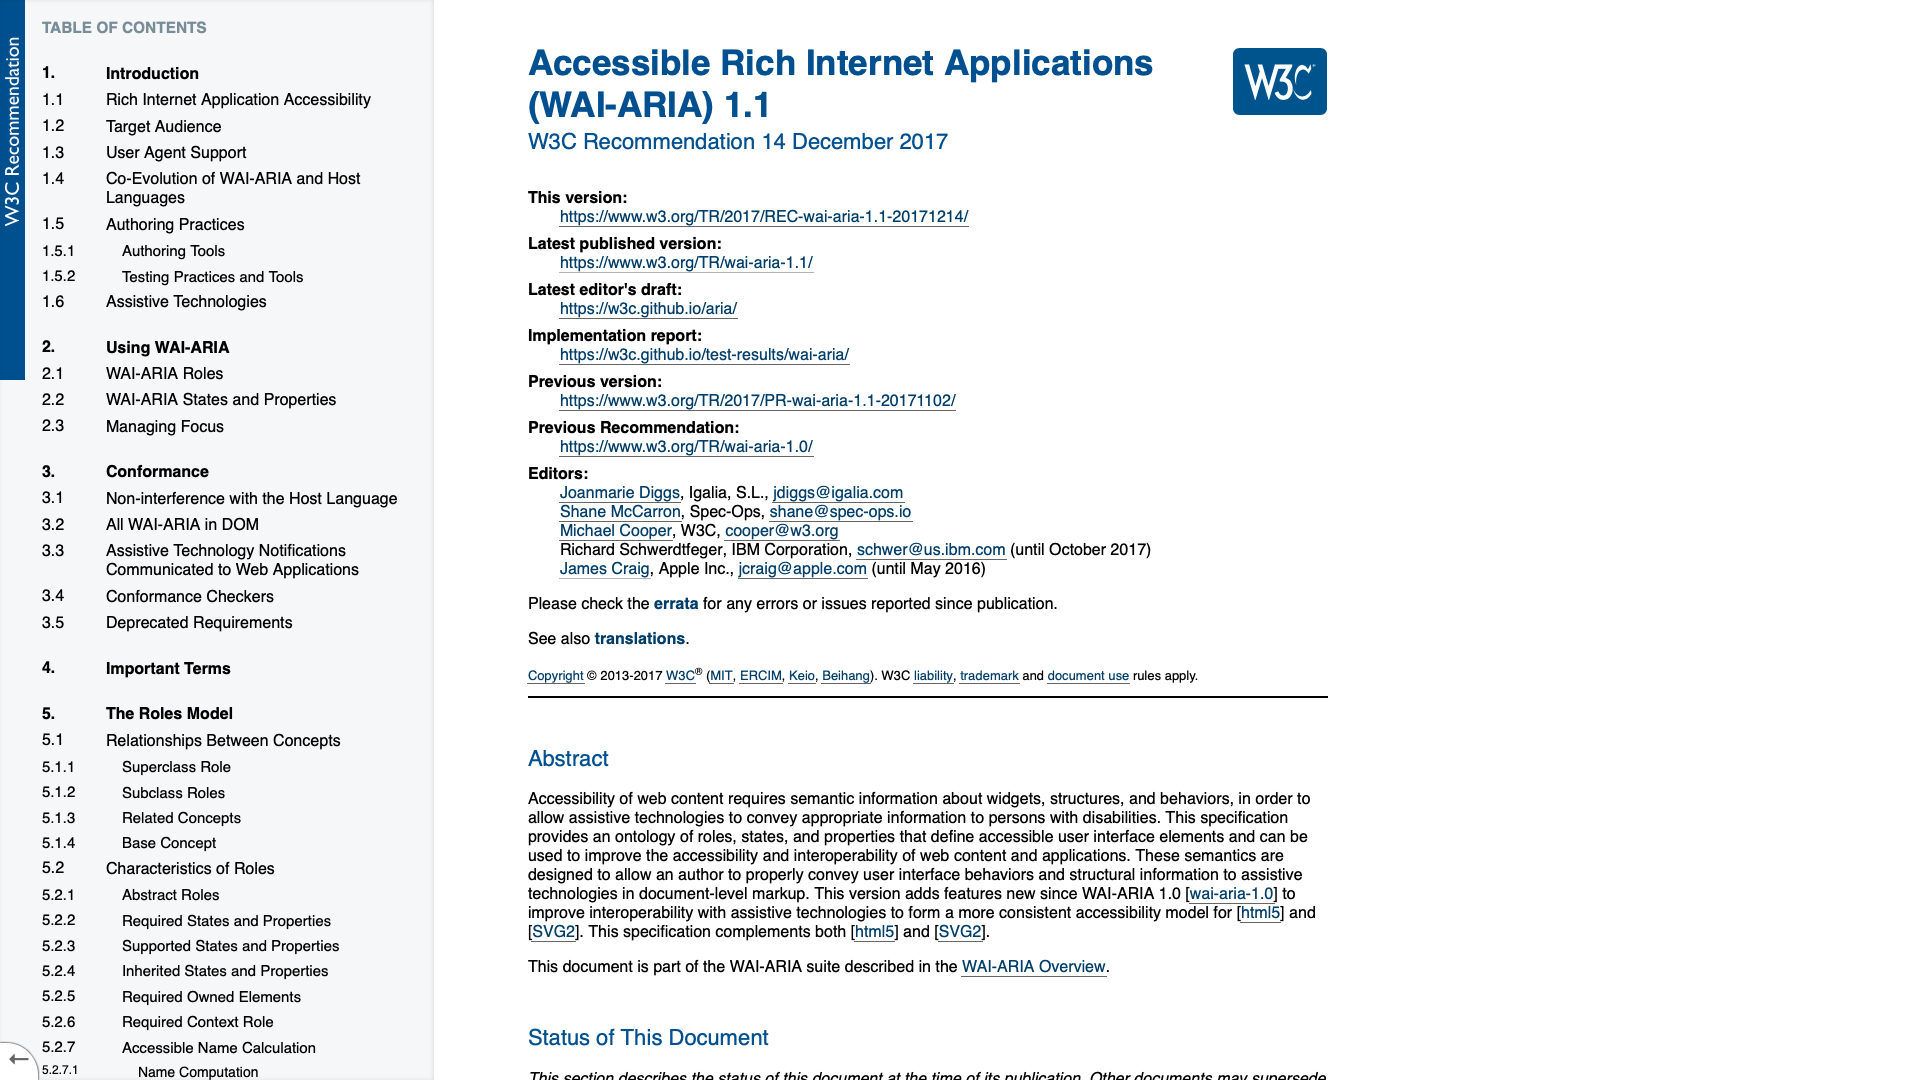 W3C Recommendation
TABLE OF CONTENTS
1. Introduction
1.1 Rich Internet Application Accessibility
1.2 Target Audience
1.3 User Agent Support
1.4 Co-Evolution of WAI-ARIA and Host
Languages
1.5 Authoring Practices
1.5.1 Authoring Tools
1.5.2 Testing Practices and Tools
1.6 Assistive Technologies
2. Using WAI-ARIA
2.1 WAI-ARIA Roles
2.2 WAI-ARIA States and Properties
2.3 Managing Focus
3. Conformance
3.1 Non-interference with the Host Language
3.2 All WAI-ARIA in DOM
3.3 Assistive Technology Notifications
Communicated to Web Applications
3.4 Conformance Checkers
3.5 Deprecated Requirements
4. Important Terms
5. The Roles Model
5.1 Relationships Between Concepts
5.1.1 Superclass Role
5.1.2 Subclass Roles
5.1.3 Related Concepts
5.1.4 Base Concept
5.2 Characteristics of Roles
5.2.1 Abstract Roles
5.2.2 Required States and Properties
5.2.3 Supported States and Properties
5.2.4 Inherited States and Properties
5.2.5 Required Owned Elements
5.2.6 Required Context Role
5.2.7 Accessible Name Calculation
5.2.7.1 Name Computation
←
Accessible Rich Internet Applications
(WAI-ARIA) 1.1
W3C
W3C Recommendation 14 December 2017
This version:
https://www.w3.org/TR/2017/REC-wai-aria-1.1-20171214/
Latest published version:
https://www.w3.org/TR/wai-aria-1.1/
Latest editor's draft:
https://w3c.github.io/aria/
Implementation report:
https://w3c.github.io/test-results/wai-aria/
Previous version:
https://www.w3.org/TR/2017/PR-wai-aria-1.1-20171102/
Previous Recommendation:
https://www.w3.org/TR/wai-aria-1.0/
Editors:
Joanmarie Diggs, Igalia, S.L., jdiggs@igalia.com
Shane McCarron, Spec-Ops, shane@spec-ops.io
Michael Cooper, W3C, cooper@w3.org
Richard Schwerdtfeger, IBM Corporation, schwer@us.ibm.com (until October 2017)
James Craig, Apple Inc., jcraig@apple.com (until May 2016)
Please check the errata for any errors or issues reported since publication.
See also translations.
Copyright © 2013-2017 W3C® (MIT, ERCIM, Keio, Beihang). W3C liability, trademark and document use rules apply.
Abstract
Accessibility of web content requires semantic information about widgets, structures, and behaviors, in order to
allow assistive technologies to convey appropriate information to persons with disabilities. This specification
provides an ontology of roles, states, and properties that define accessible user interface elements and can be
used to improve the accessibility and interoperability of web content and applications. These semantics are
designed to allow an author to properly convey user interface behaviors and structural information to assistive
technologies in document-level markup. This version adds features new since WAI-ARIA 1.0 [wai-aria-1.0] to
improve interoperability with assistive technologies to form a more consistent accessibility model for [html5] and
[SVG2]. This specification complements both [html5] and [SVG2].
This document is part of the WAI-ARIA suite described in the WAI-ARIA Overview.
Status of This Document
This section describes the status of this document at the time of its publication. Other documents may supersede